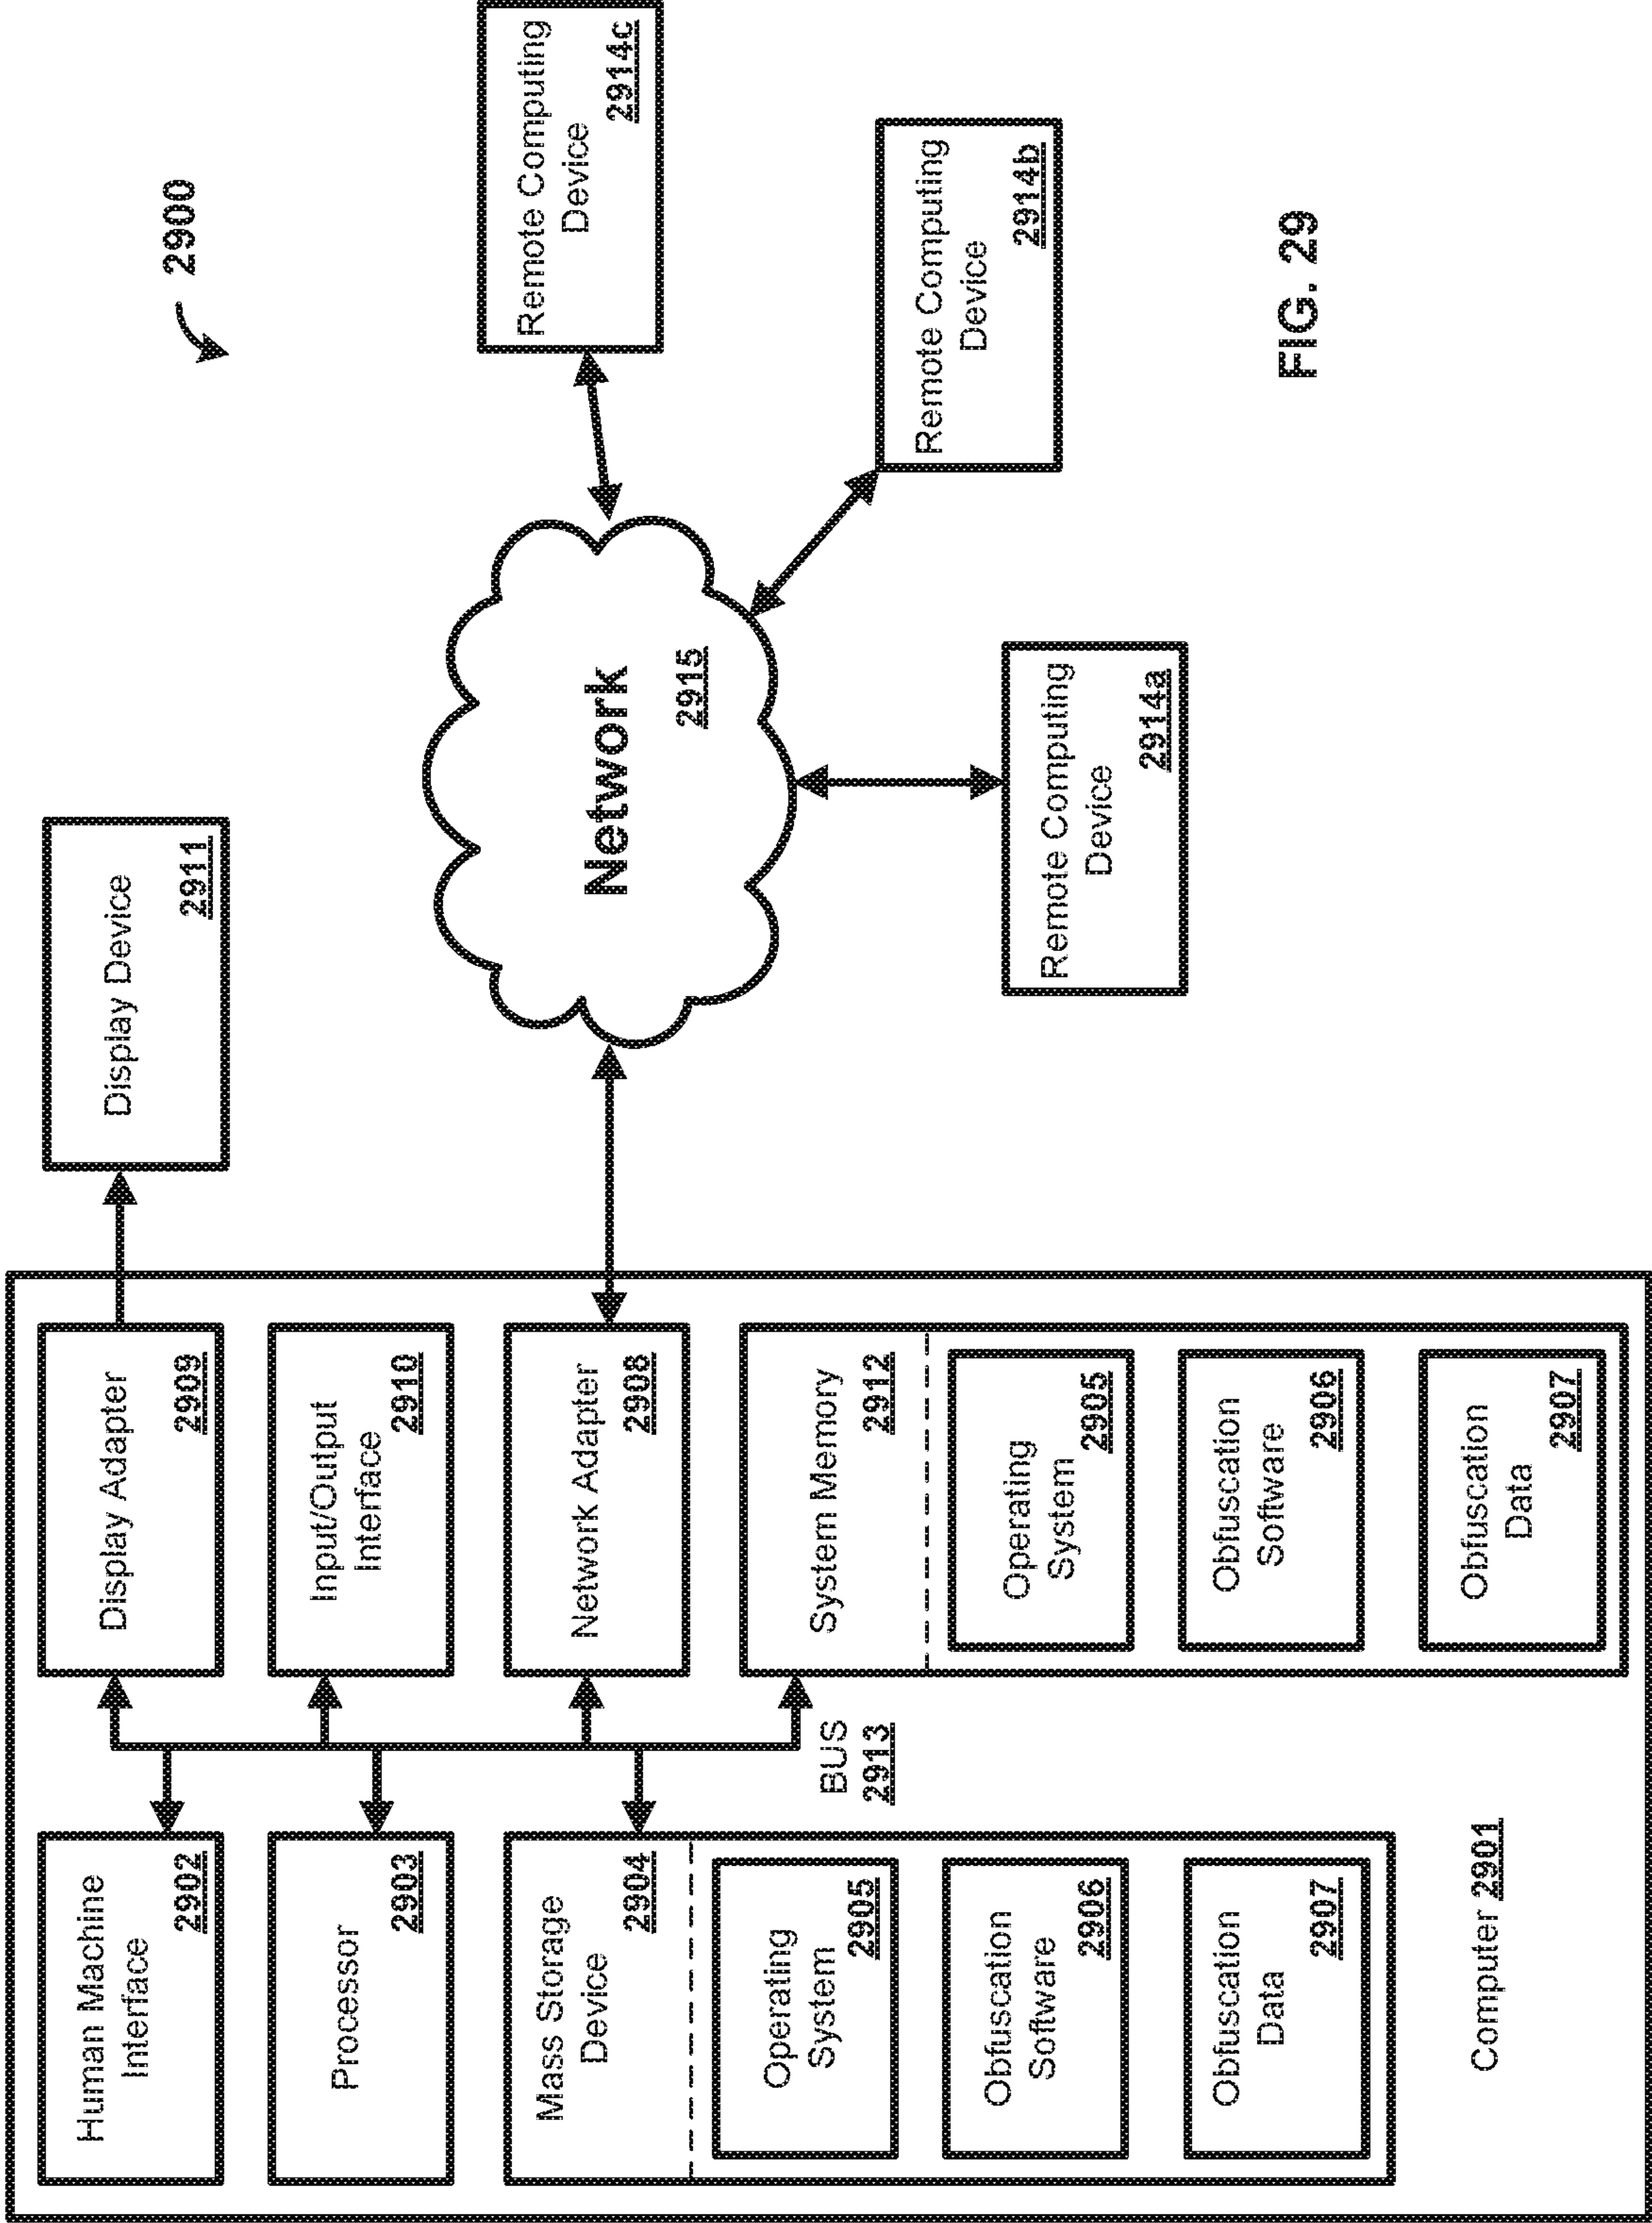 2900
Human Machine
Interface
2902
Processor
2903
Mass Storage
Device
2904
Operating
System
2905
Obfuscation
Software
2906
Obfuscation
Data
2907
Computer 2901
BUS
2913
Display Adapter
2909
Input/Output
Interface
2910
Network Adapter
2908
System Memory
2912
Operating
System
2905
Obfuscation
Software
2906
Obfuscation
Data
2907
Display Device
2911
Network
2915
Remote Computing
Device
2914a
Remote Computing
Device
2914b
Remote Computing
Device
2914c
FIG. 29